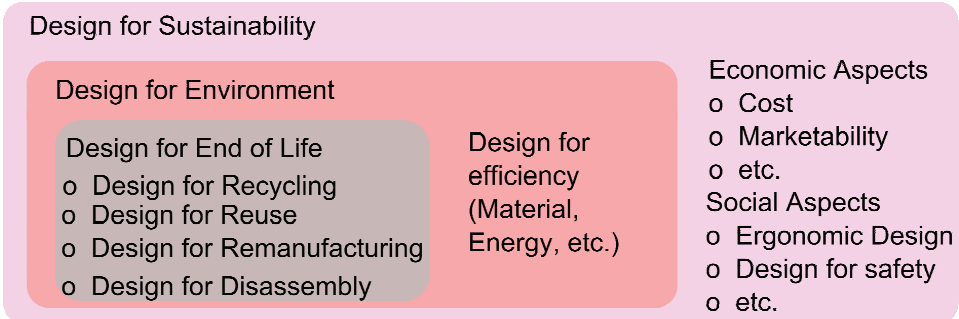 Design for Sustainability
Design for Environment
Design for End of Life
o Design for Recycling
o Design for Reuse
o Design for Remanufacturing
o Design for Disassembly
Design for
efficiency
(Material,
Energy, etc.)
Economic Aspects
o Cost
o Marketability
o etc.
Social Aspects
o Ergonomic Design
o Design for safety
o etc.